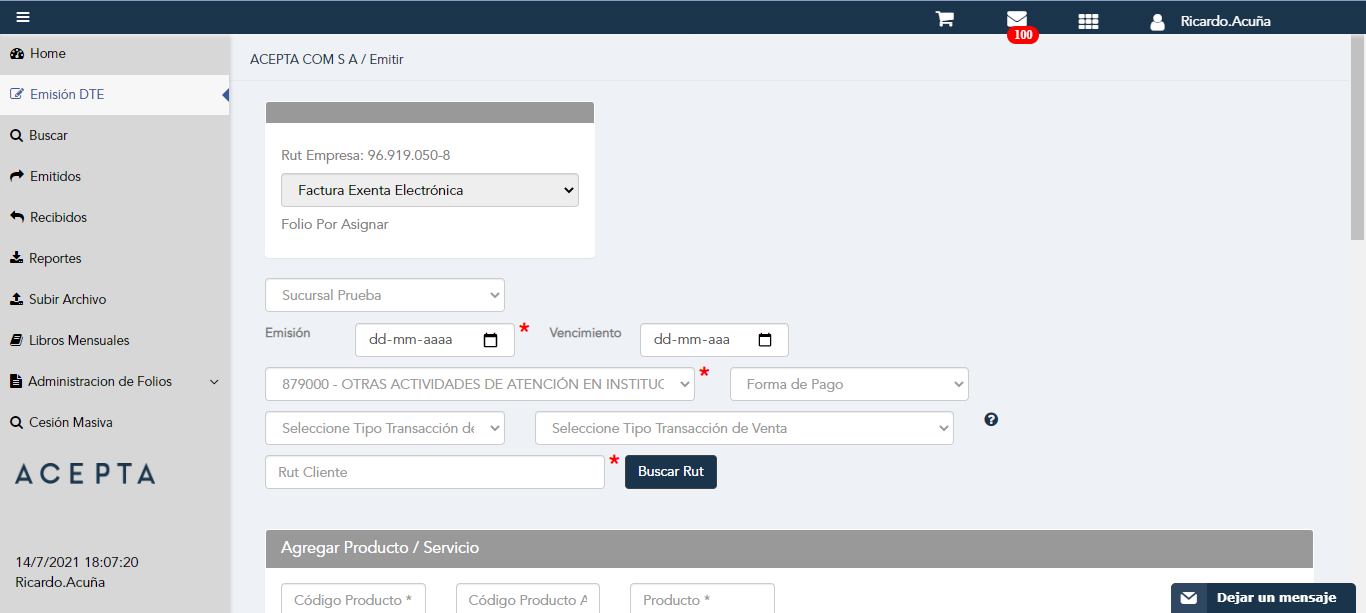 Ricardo.Acuña
100
Home
Emisión DTE
Buscar
Emitidos
Recibidos
Reportes
Subir Archivo
Libros Mensuales
Administracion de Folios
Cesión Masiva
ACEPTA
14/7/2021 18:07:20
Ricardo.Acuña
ACEPTA COM S A / Emitir
Rut Empresa: 96.919.050-8
Factura Exenta Electrónica
Folio Por Asignar
Sucursal Prueba
Emisión dd-mm-aaaa * Vencimiento dd-mm-aaa
879000 - OTRAS ACTIVIDADES DE ATENCIÓN EN INSTITUC * Forma de Pago
Seleccione Tipo Transacción de Seleccione Tipo Transacción de Venta ?
Rut Cliente * Buscar Rut
Agregar Producto / Servicio
Código Producto * Código Producto A Producto *
Dejar un mensaje